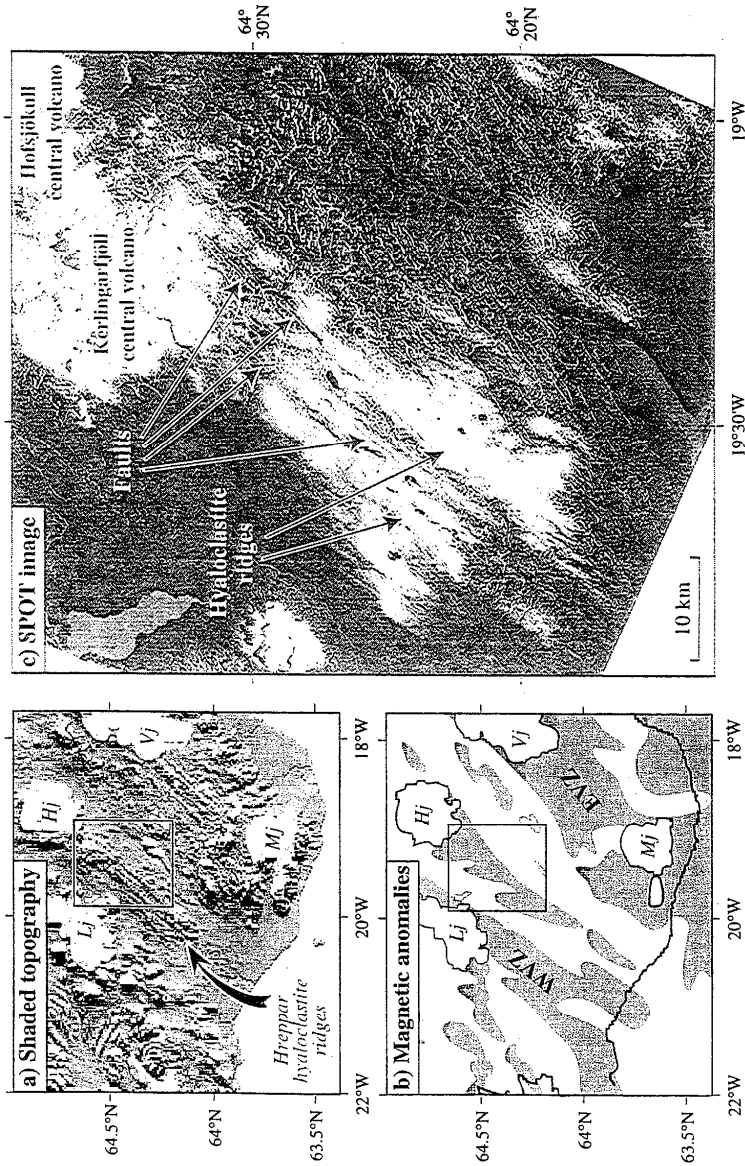 a) Shaded topography
Lj
Hj
Vj
Mj
Hreppar
hyaloclastite
ridges
64.5°N
64°N
63.5°N
22°W
20°W
18°W
b) Magnetic anomalies
Lj
Hj
Vj
Mj
WVZ
EVZ
64.5°N
64°N
63.5°N
22°W
20°W
18°W
c) SPOT image
Hofsjökull
central volcano
Kerlingarfjöll
central volcano
Faults
Hyaloclastite
ridges
10 km
64°
30'N
64°
20'N
19°30'W
19°W